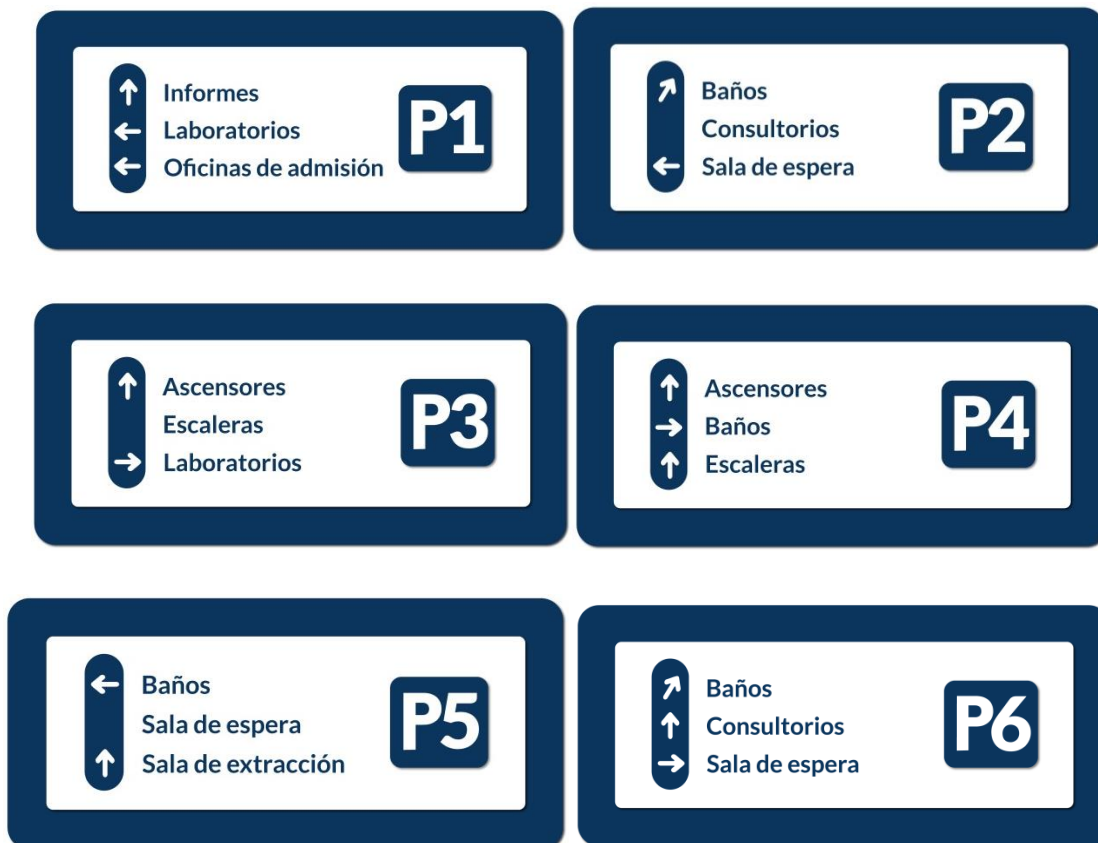 Informes
Laboratorios
Oficinas de admisión
P1
Baños
Consultorios
Sala de espera
P2
Ascensores
Escaleras
Laboratorios
P3
Ascensores
Baños
Escaleras
P4
Baños
Sala de espera
Sala de extracción
P5
Baños
Consultorios
Sala de espera
P6